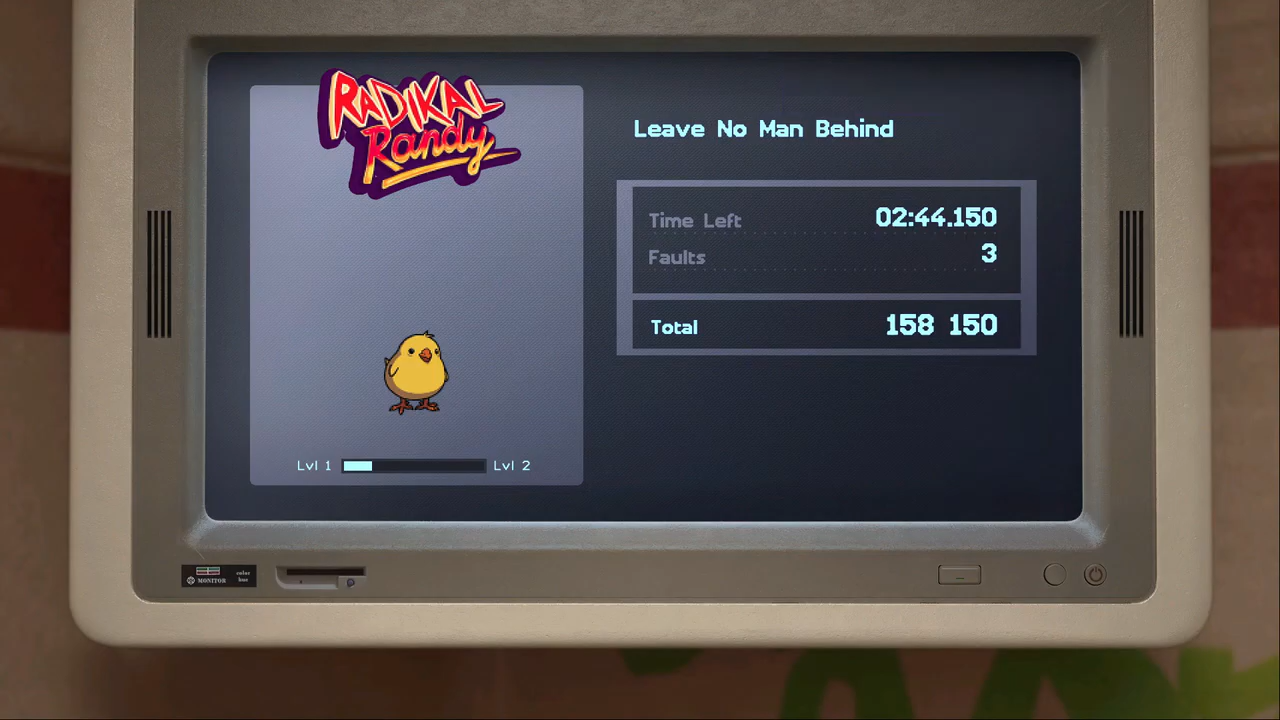 RADIKAL
Randy
Leave No Man Behind
Time Left 02:44.150
Faults 3
Total 158 150
Lvl 1 Lvl 2
MONITOR color